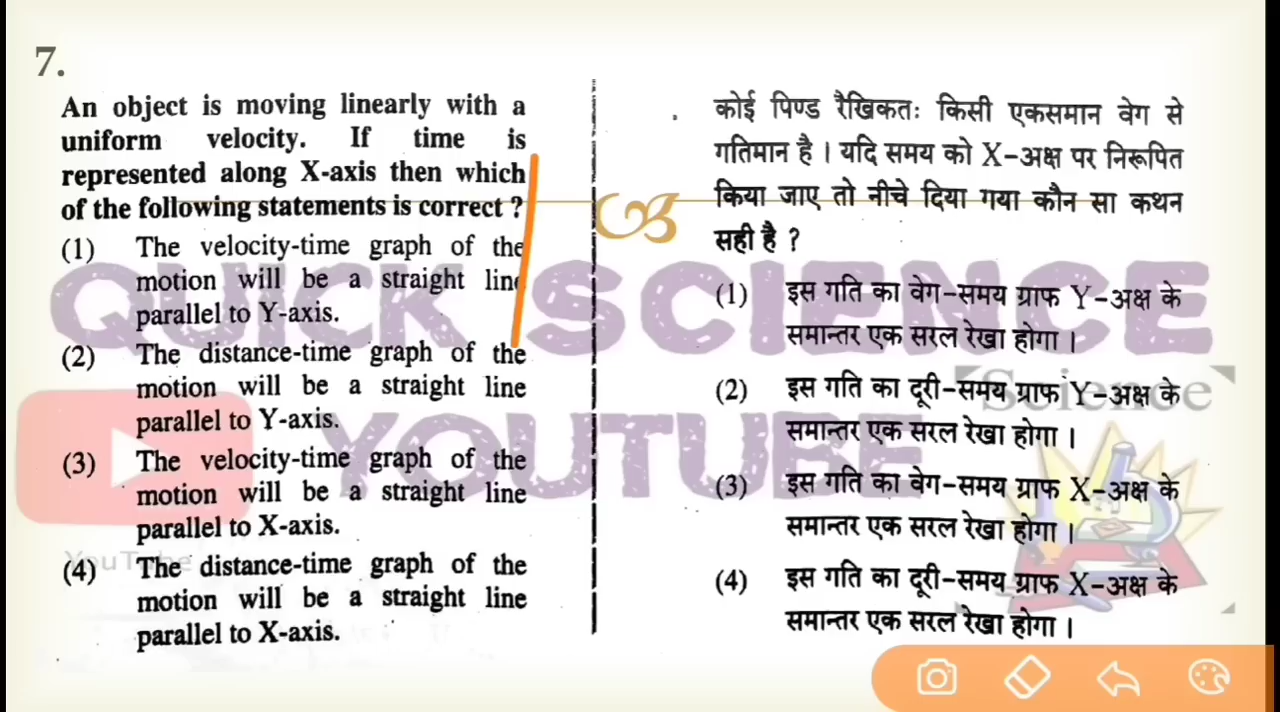 7.
An object is moving linearly with a
uniform velocity. If time is
represented along X-axis then which
of the following statements is correct ?
(1) The velocity-time graph of the
motion will be a straight line
parallel to Y-axis.
(2) The distance-time graph of the
motion will be a straight line
parallel to Y-axis.
(3) The velocity-time graph of the
motion will be a straight line
parallel to X-axis.
(4) The distance-time graph of the
motion will be a straight line
parallel to X-axis.
कोई पिण्ड रैखिकतः किसी एकसमान वेग से
गतिमान है । यदि समय को X-अक्ष पर निरूपित
किया जाए तो नीचे दिया गया कौन सा कथन
सही है ?
(1) इस गति का वेग-समय ग्राफ Y-अक्ष के
समान्तर एक सरल रेखा होगा ।
(2) इस गति का दूरी-समय ग्राफ Y-अक्ष के
समान्तर एक सरल रेखा होगा ।
(3) इस गति का वेग-समय ग्राफ X-अक्ष के
समान्तर एक सरल रेखा होगा ।
(4) इस गति का दूरी-समय ग्राफ X-अक्ष के
समान्तर एक सरल रेखा होगा ।
QUICK SCIENCE
YOUTUBE
Science
YouTube